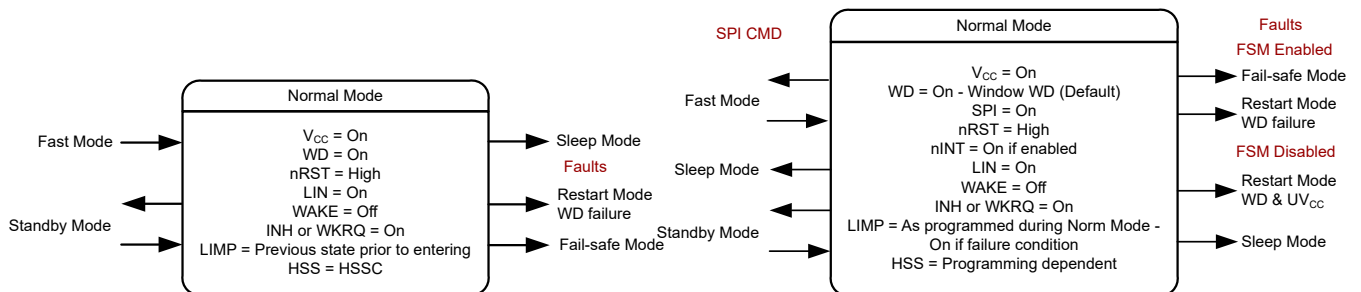 Normal Mode
Fast Mode
Standby Mode
V_CC = On
WD = On
nRST = High
LIN = On
WAKE = Off
INH or WKRQ = On
LIMP = Previous state prior to entering
HSS = HSSC
Sleep Mode
Faults
Restart Mode
WD failure
Fail-safe Mode
SPI CMD
Fast Mode
Sleep Mode
Standby Mode
Normal Mode
V_CC = On
WD = On - Window WD (Default)
SPI = On
nRST = High
nINT = On if enabled
LIN = On
WAKE = Off
INH or WKRQ = On
LIMP = As programmed during Norm Mode -
On if failure condition
HSS = Programming dependent
Faults
FSM Enabled
Fail-safe Mode
Restart Mode
WD failure
FSM Disabled
Restart Mode
WD & UV_CC
Sleep Mode